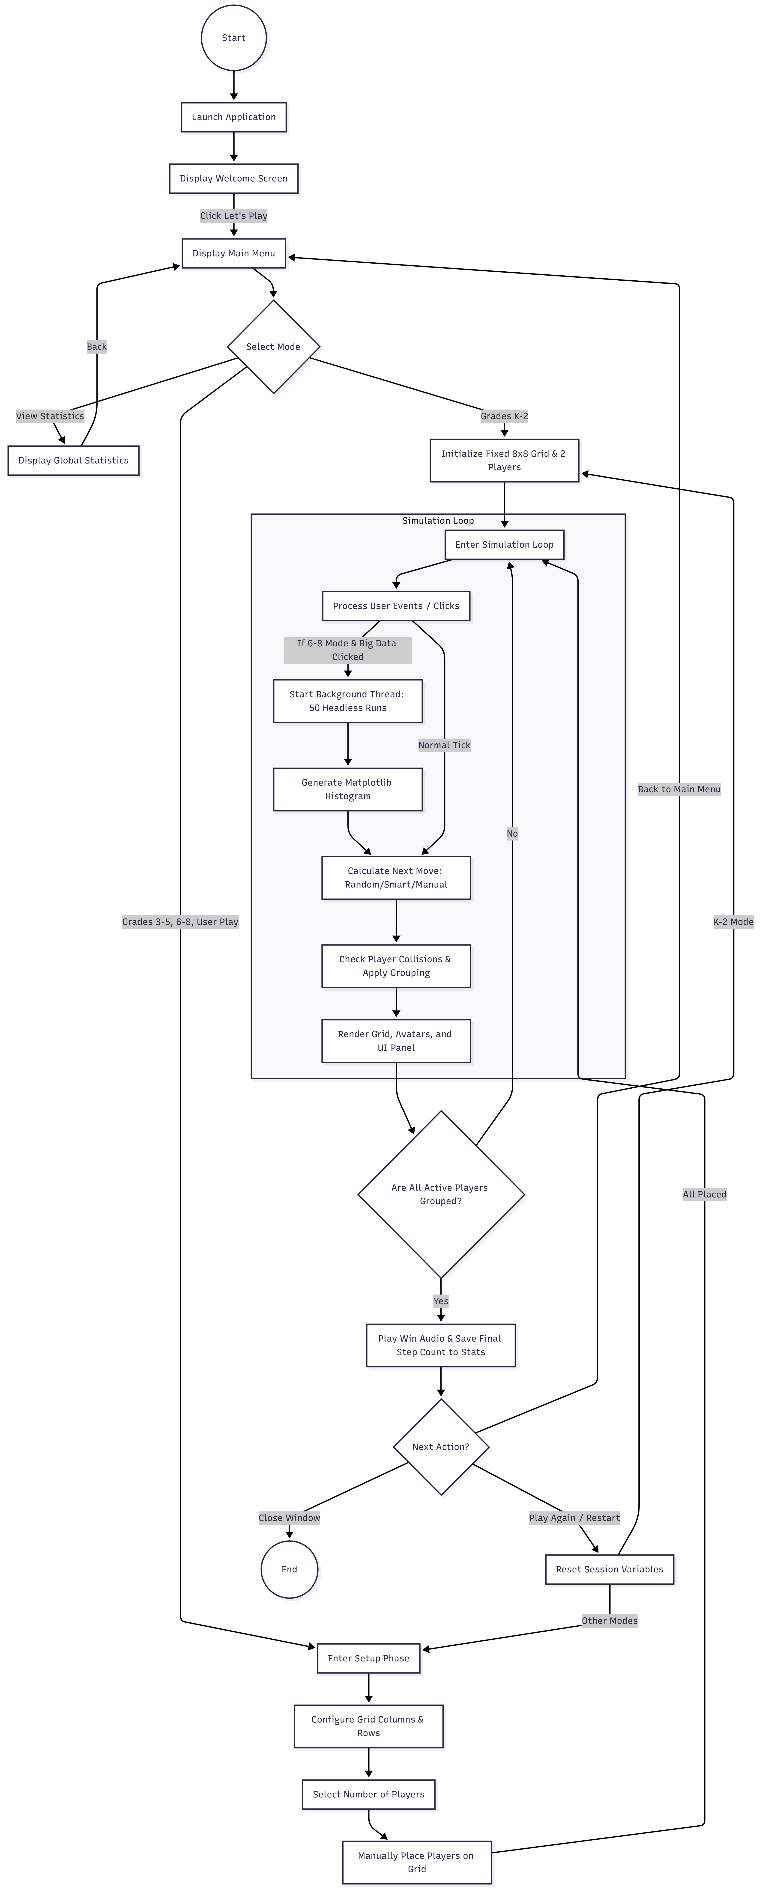 Start
Launch Application
Display Welcome Screen
Click Let's Play
Display Main Menu
Select Mode
Back
View Statistics
Grades K-2
Display Global Statistics
Initialize Fixed 8x8 Grid & 2
Players
Simulation Loop
Enter Simulation Loop
Process User Events / Clicks
If 6-8 Mode & Big Data
Clicked
Start Background Thread:
50 Headless Runs
Normal Tick
Generate Matplotlib
Histogram
Back to Main Menu
No
Calculate Next Move:
Random/Smart/Manual
Grades 3-5, 6-8, User Play
K-2 Mode
Check Player Collisions &
Apply Grouping
Render Grid, Avatars, and
UI Panel
Are All Active Players
Grouped?
All Placed
Yes
Play Win Audio & Save Final
Step Count to Stats
Next Action?
Close Window
Play Again / Restart
End
Reset Session Variables
Other Modes
Enter Setup Phase
Configure Grid Columns &
Rows
Select Number of Players
Manually Place Players on
Grid